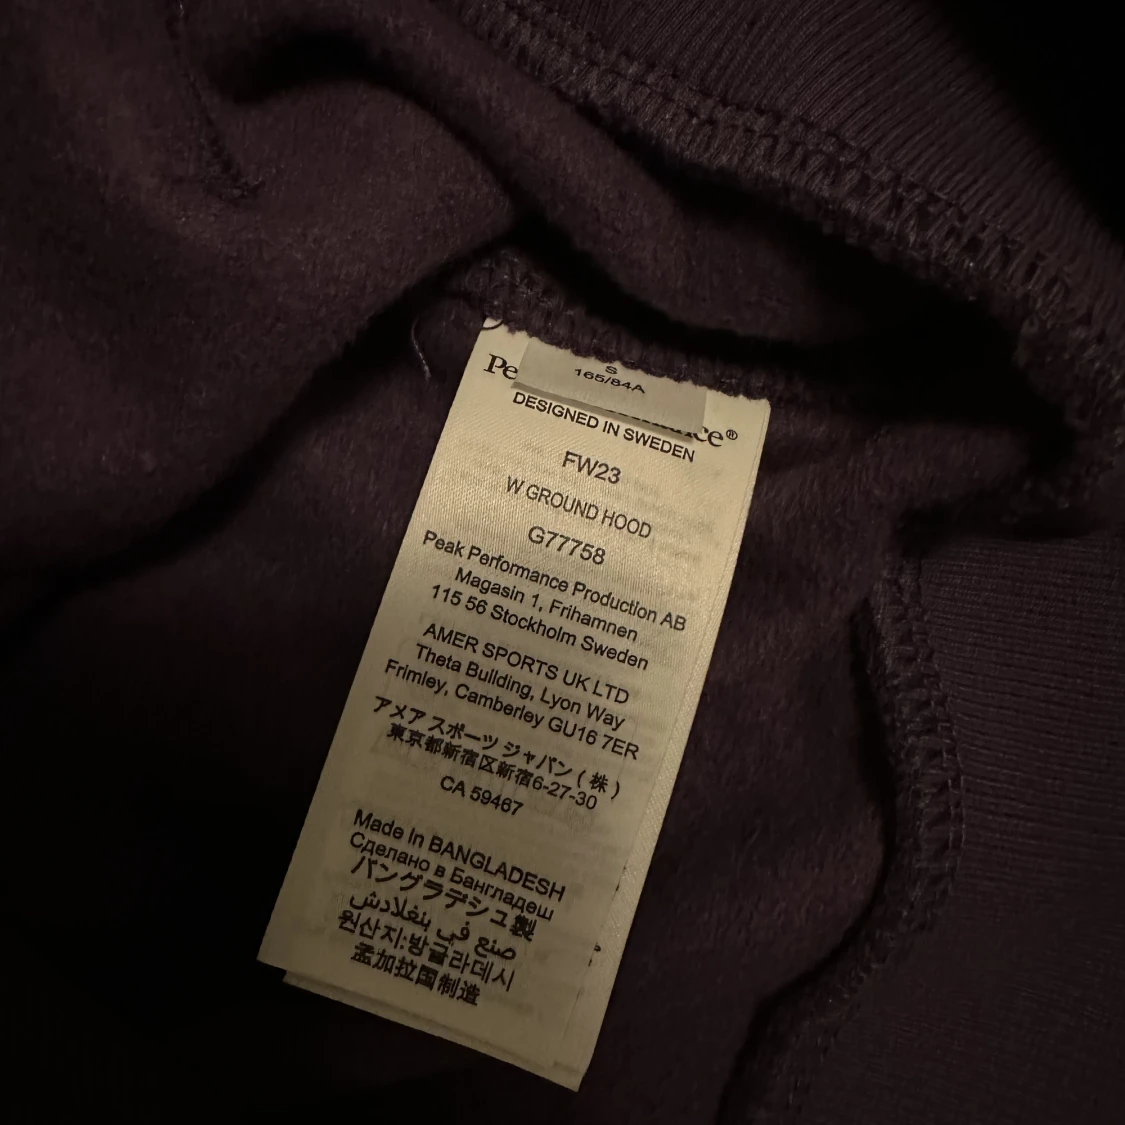 S
165/84A
Pe ce®
DESIGNED IN SWEDEN
FW23
W GROUND HOOD
G77758
Peak Performance Production AB
Magasin 1, Frihamnen
115 56 Stockholm Sweden
AMER SPORTS UK LTD
Theta Building, Lyon Way
Frimley, Camberley GU16 7ER
アメア スポーツ ジャパン（株）
東京都新宿区新宿6-27-30
CA 59467
Made In BANGLADESH
Сделано в Бангладеш
バングラデシュ製
صنع في بنغلادش
원산지:방글라데시
孟加拉国制造